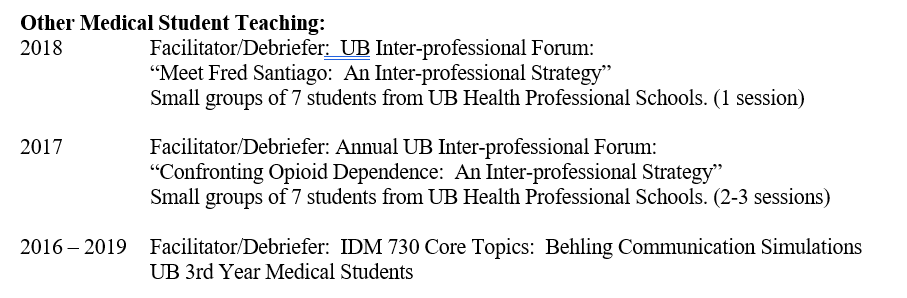 Other Medical Student Teaching:
2018 Facilitator/Debriefer:  UB Inter-professional Forum:
“Meet Fred Santiago:  An Inter-professional Strategy”
Small groups of 7 students from UB Health Professional Schools. (1 session)
2017 Facilitator/Debriefer: Annual UB Inter-professional Forum:
“Confronting Opioid Dependence:  An Inter-professional Strategy”
Small groups of 7 students from UB Health Professional Schools. (2-3 sessions)
2016 – 2019 Facilitator/Debriefer:  IDM 730 Core Topics:  Behling Communication Simulations
UB 3rd Year Medical Students